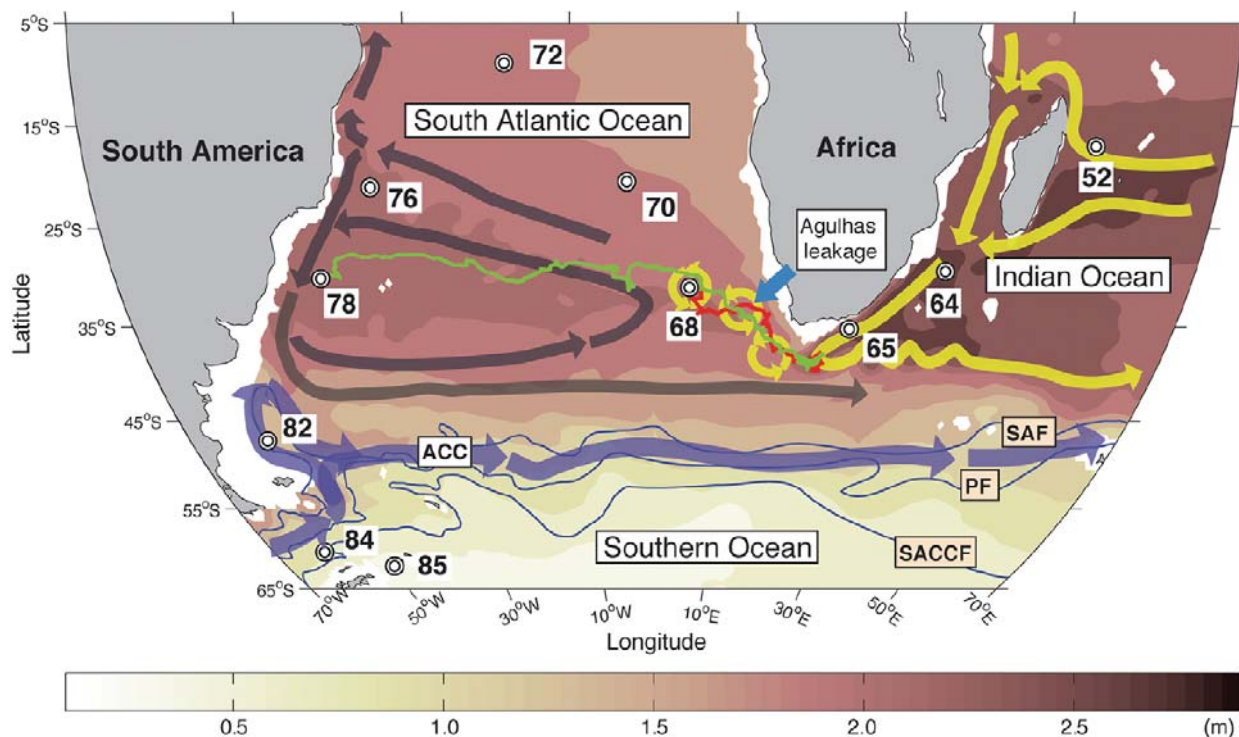 5°S
15°S
25°S
35°S
45°S
55°S
65°S
Latitude
72
South Atlantic Ocean
South America
Africa
76
70
52
Agulhas
leakage
Indian Ocean
78
68
64
65
82
ACC
SAF
PF
84
85
Southern Ocean
SACCF
70°W
50°W
30°W
10°W
10°E
30°E
50°E
70°E
Longitude
0.5
1.0
1.5
2.0
2.5
(m)